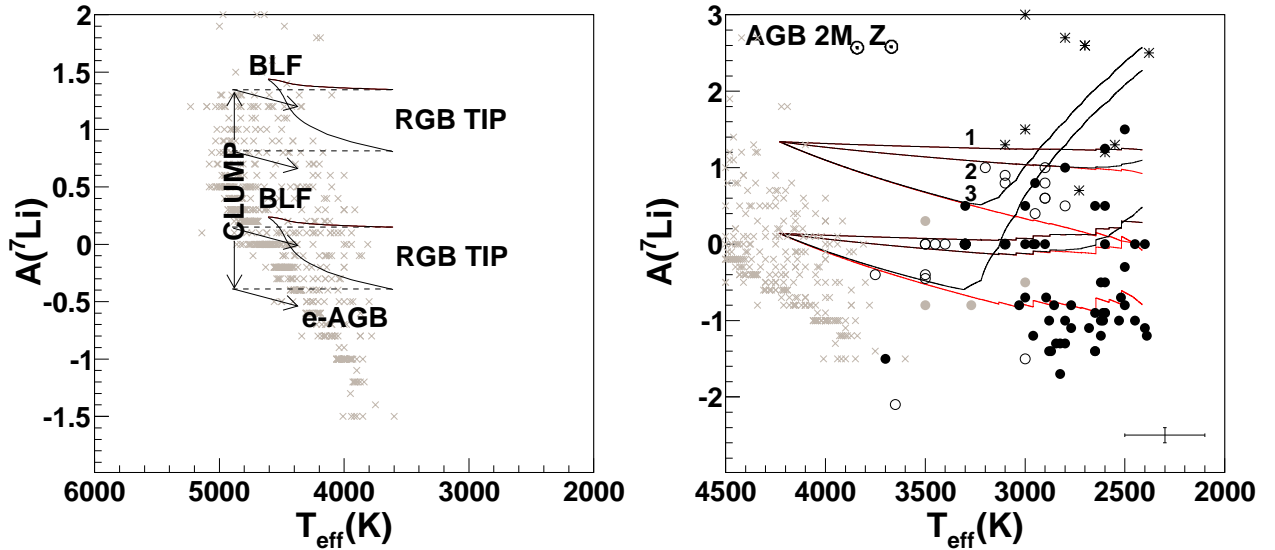 2
1.5
1
0.5
0
-0.5
-1
-1.5
A(⁷Li)
6000 5000 4000 3000 2000
T_eff(K)
BLF
RGB TIP
CLUMP
BLF
RGB TIP
e-AGB
3
2
1
0
-1
-2
A(⁷Li)
4500 4000 3500 3000 2500 2000
T_eff(K)
AGB 2M⊙ Z⊙
1
2
3